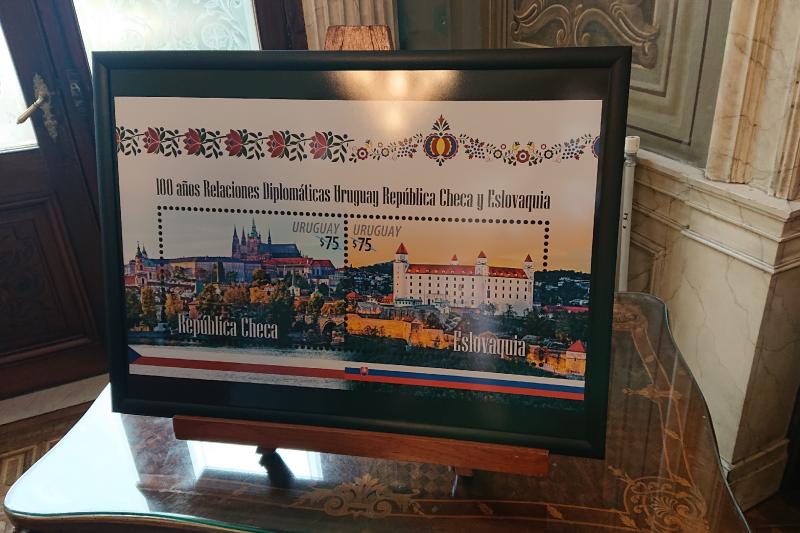 100 años Relaciones Diplomáticas Uruguay República Checa y Eslovaquia
URUGUAY
$75
URUGUAY
$75
República Checa
Eslovaquia